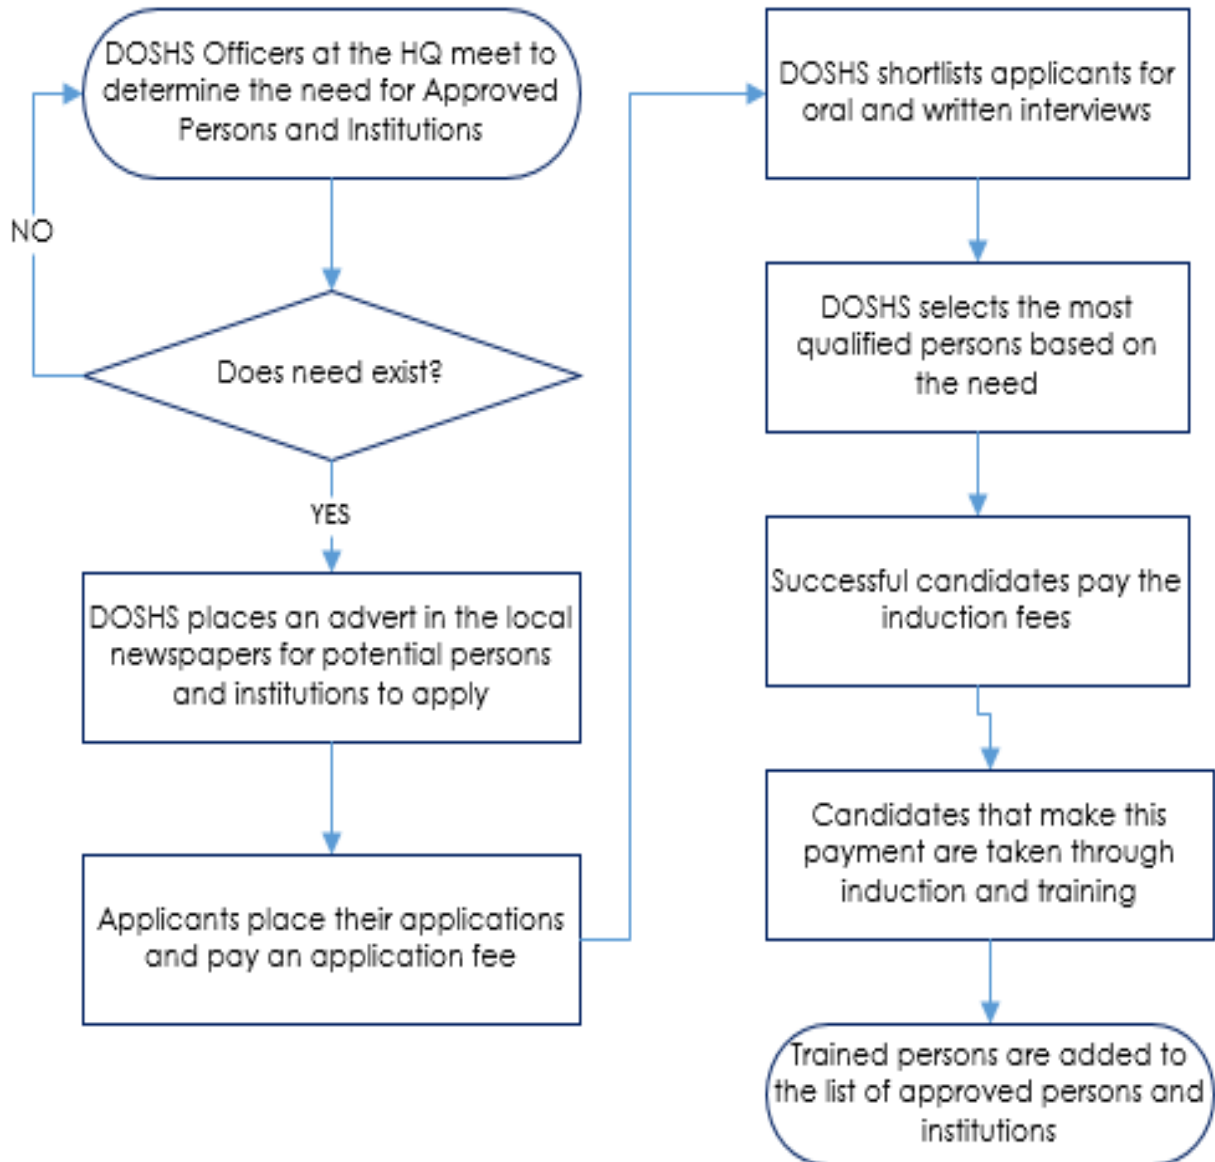 DOSHS Officers at the HQ meet to
determine the need for Approved
Persons and Institutions
NO
Does need exist?
YES
DOSHS places an advert in the local
newspapers for potential persons
and institutions to apply
Applicants place their applications
and pay an application fee
DOSHS shortlists applicants for
oral and written interviews
DOSHS selects the most
qualified persons based on
the need
Successful candidates pay the
induction fees
Candidates that make this
payment are taken through
induction and training
Trained persons are added to
the list of approved persons and
institutions